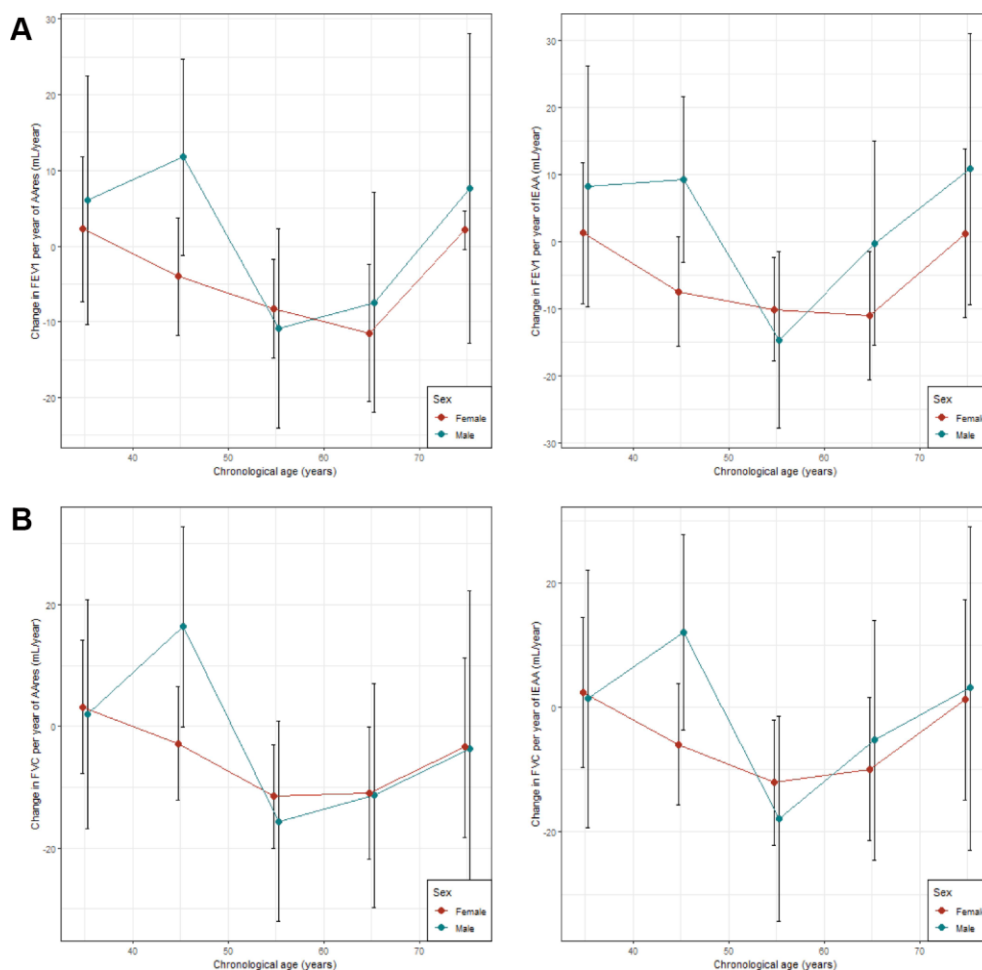 A
Change in FEV1 per year of AAres (mL/year)
30
20
10
0
-10
-20
40
50
60
70
Chronological age (years)
Sex
Female
Male
Change in FEV1 per year of IEAA (mL/year)
30
20
10
0
-10
-20
-30
40
50
60
70
Chronological age (years)
Sex
Female
Male
B
Change in FVC per year of AAres (mL/year)
20
0
-20
40
50
60
70
Chronological age (years)
Sex
Female
Male
Change in FVC per year of IEAA (mL/year)
20
0
-20
40
50
60
70
Chronological age (years)
Sex
Female
Male